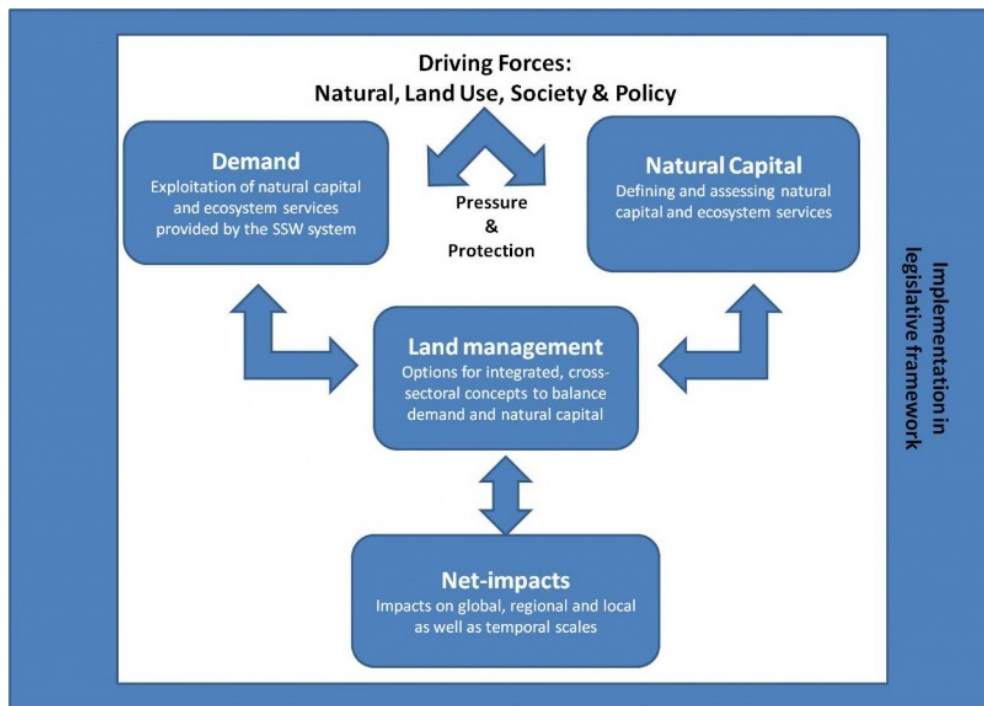 Driving Forces:
Natural, Land Use, Society & Policy
Demand
Exploitation of natural capital
and ecosystem services
provided by the SSW system
Pressure
&
Protection
Natural Capital
Defining and assessing natural
capital and ecosystem services
Land management
Options for integrated, cross-
sectoral concepts to balance
demand and natural capital
Net-impacts
Impacts on global, regional and local
as well as temporal scales
Implementation in
legislative framework